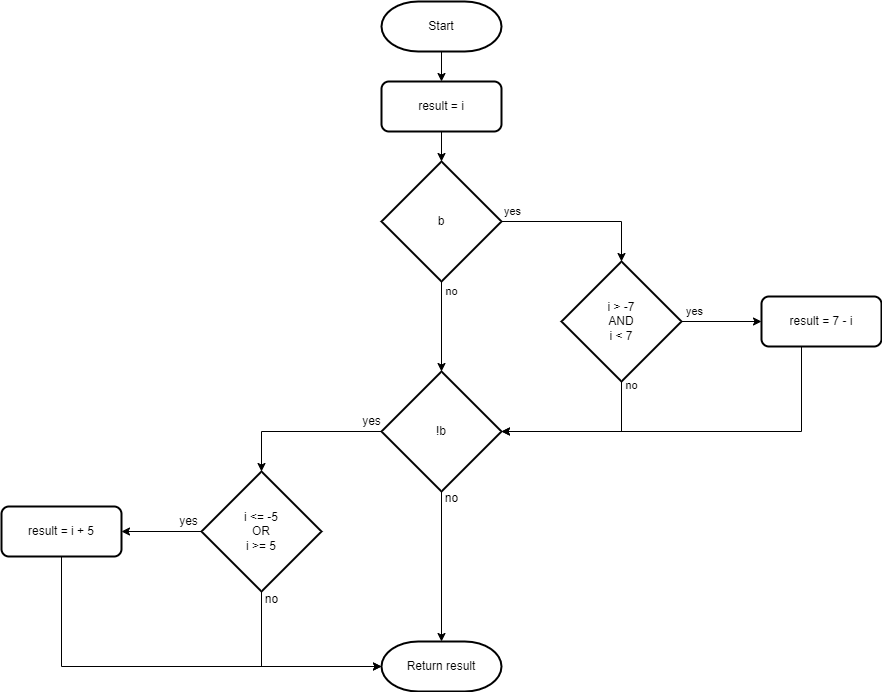 Start
result = i
b
yes
no
i > -7
AND
i < 7
yes
result = 7 - i
no
!b
yes
no
i <= -5
OR
i >= 5
yes
result = i + 5
no
Return result